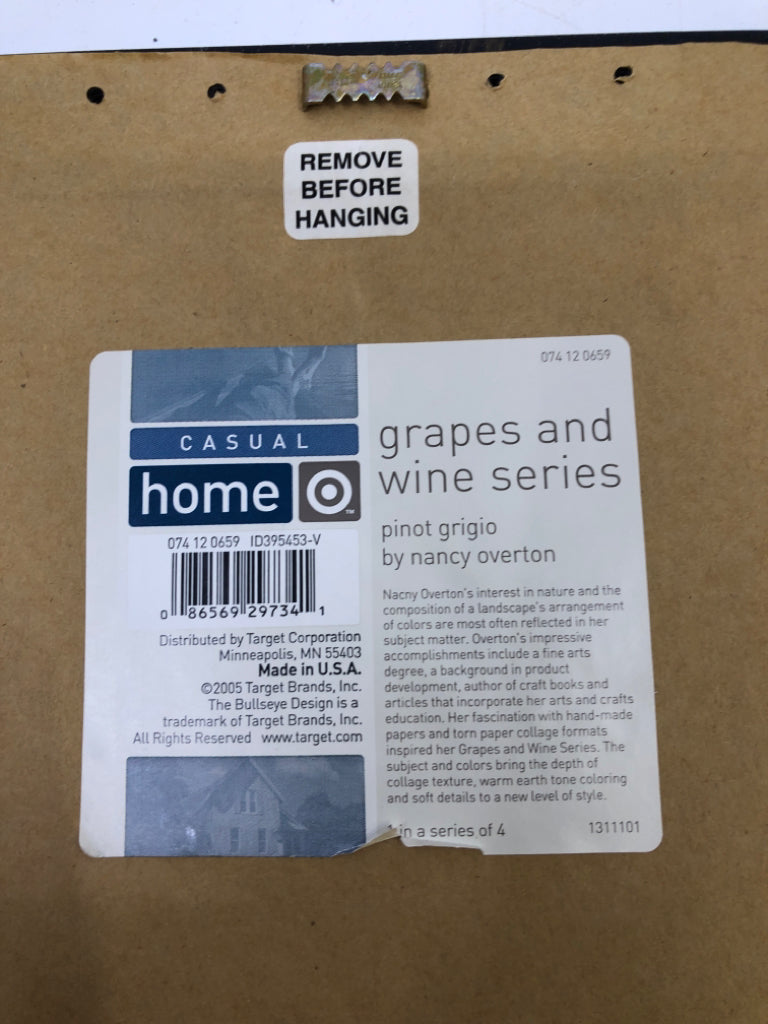 REMOVE
BEFORE
HANGING
074 12 0659
CASUAL
home
TM
074 12 0659 ID395453-V
0 86569 29734 1
Distributed by Target Corporation
Minneapolis, MN 55403
Made in U.S.A.
©2005 Target Brands, Inc.
The Bullseye Design is a
trademark of Target Brands, Inc.
All Rights Reserved www.target.com
grapes and
wine series
pinot grigio
by nancy overton
Nacny Overton's interest in nature and the
composition of a landscape's arrangement
of colors are most often reflected in her
subject matter. Overton's impressive
accomplishments include a fine arts
degree, a background in product
development, author of craft books and
articles that incorporate her arts and crafts
education. Her fascination with hand-made
papers and torn paper collage formats
inspired her Grapes and Wine Series. The
subject and colors bring the depth of
collage texture, warm earth tone coloring
and soft details to a new level of style.
in a series of 4
1311101